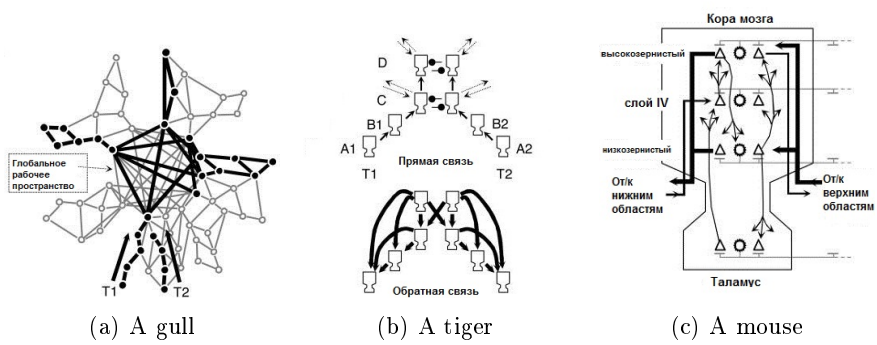 Глобальное
рабочее
пространство
T1
T2
(a) A gull
D
C
B1
B2
A1
A2
Прямая связь
T1
T2
Обратная связь
(b) A tiger
Кора мозга
высокозернистый
слой IV
низкозернистый
От/к
нижним
областям
От/к
верхним
областям
Таламус
(c) A mouse